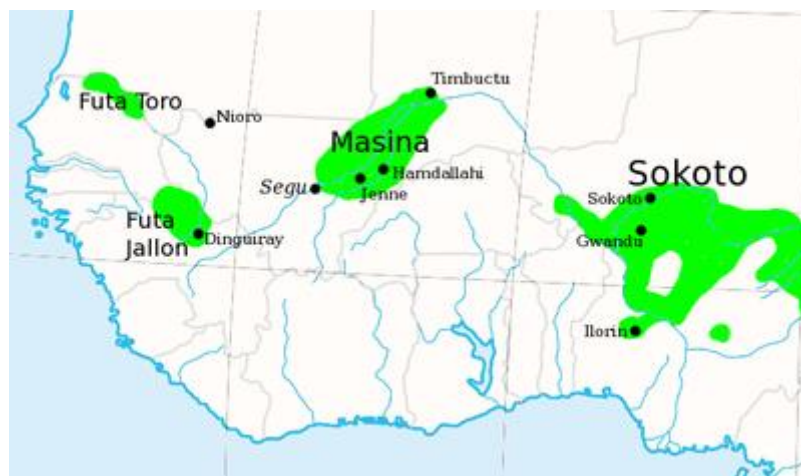 Timbuctu
Futa Toro
Nioro
Masina
Hamdallahi
Sokoto
Segu
Jenne
Sokoto
Futa
Jallon
Dinguiray
Gwandu
Ilorin